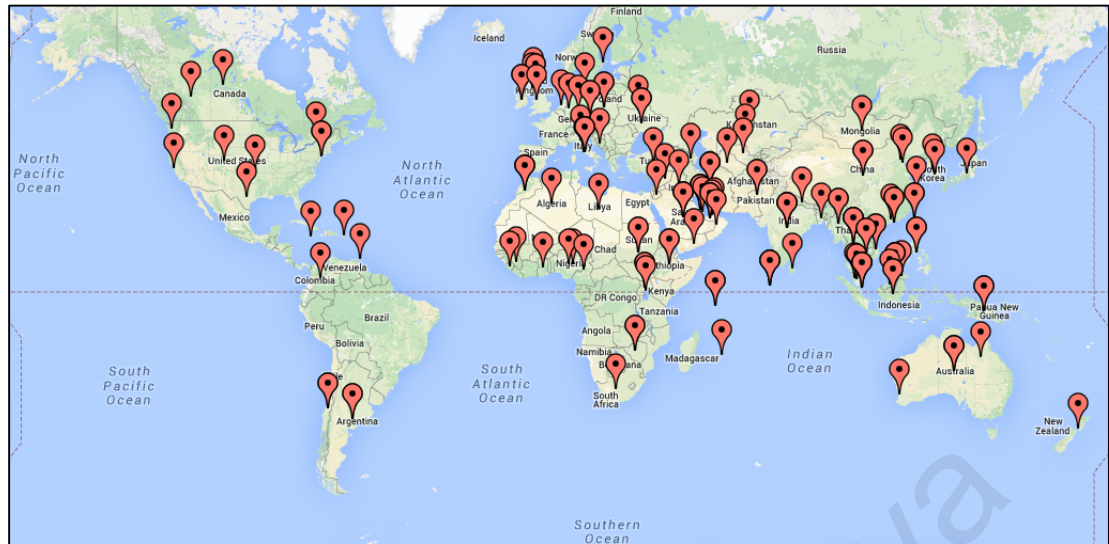 Finland
Iceland
Russia
Norw
Canada
Kingdom
land
Ukraine
Mongolia
North
Pacific
Ocean
United States
North
Atlantic
Ocean
France
Italy
Spain
China
South
Korea
Japan
Afghanistan
Pakistan
Algeria
Libya
Egypt
India
Mexico
Chad
Sudan
Nigeria
Ethiopia
Venezuela
Colombia
DR Congo
Kenya
Indonesia
Papua New
Guinea
Tanzania
Peru
Brazil
Angola
Bolivia
Namibia
Madagascar
Indian
Ocean
Australia
South
Pacific
Ocean
South
Atlantic
Ocean
South
Africa
Argentina
New
Zealand
Southern
Ocean